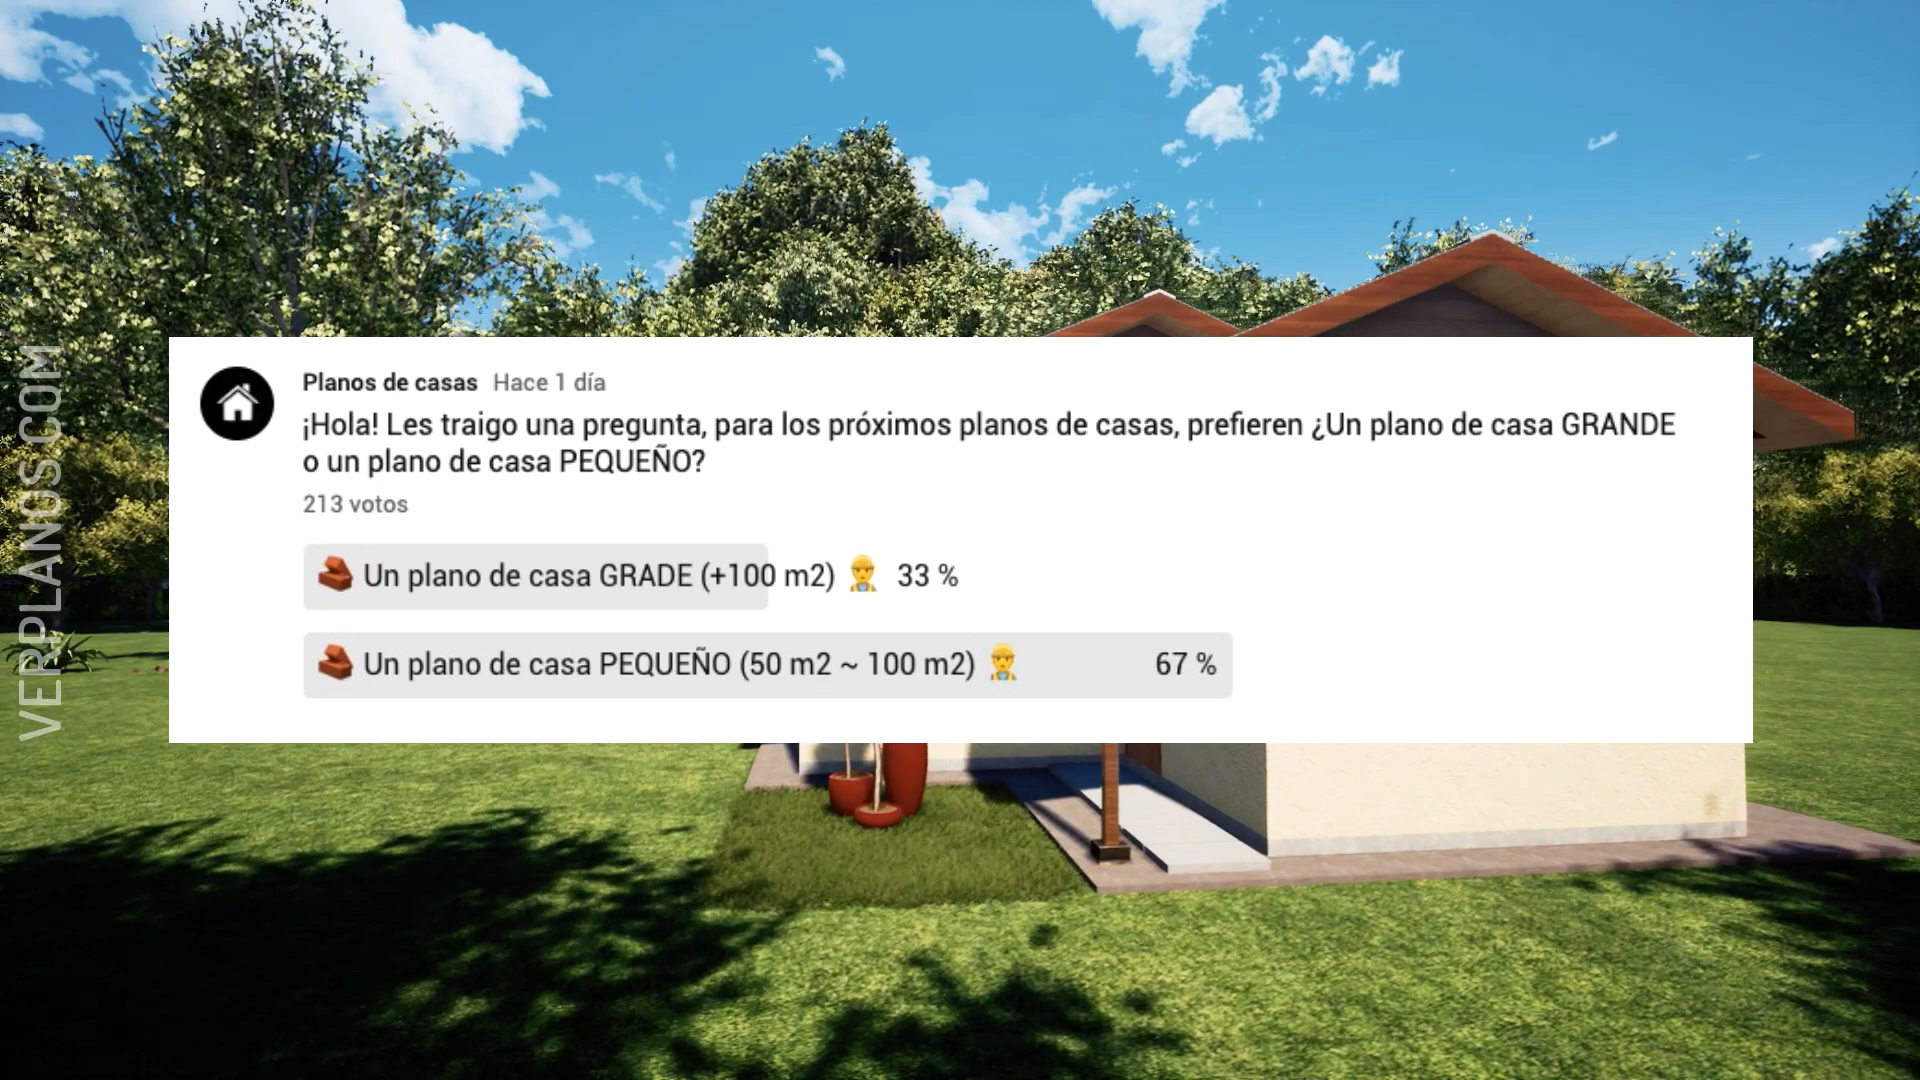 VERPLANOS.COM
Planos de casas Hace 1 día
¡Hola! Les traigo una pregunta, para los próximos planos de casas, prefieren ¿Un plano de casa GRANDE
o un plano de casa PEQUEÑO?
213 votos
Un plano de casa GRADE (+100 m2) 33 %
Un plano de casa PEQUEÑO (50 m2 ~ 100 m2) 67 %